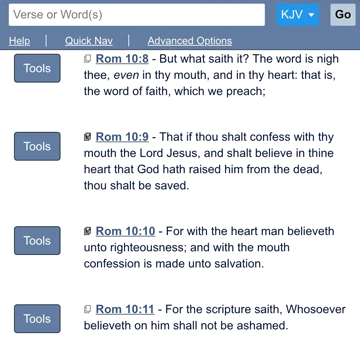 Verse or Word(s) KJV Go
Help | Quick Nav | Advanced Options
Tools
Rom 10:8 - But what saith it? The word is nigh
thee, even in thy mouth, and in thy heart: that is,
the word of faith, which we preach;
Tools
Rom 10:9 - That if thou shalt confess with thy
mouth the Lord Jesus, and shalt believe in thine
heart that God hath raised him from the dead,
thou shalt be saved.
Tools
Rom 10:10 - For with the heart man believeth
unto righteousness; and with the mouth
confession is made unto salvation.
Tools
Rom 10:11 - For the scripture saith, Whosoever
believeth on him shall not be ashamed.